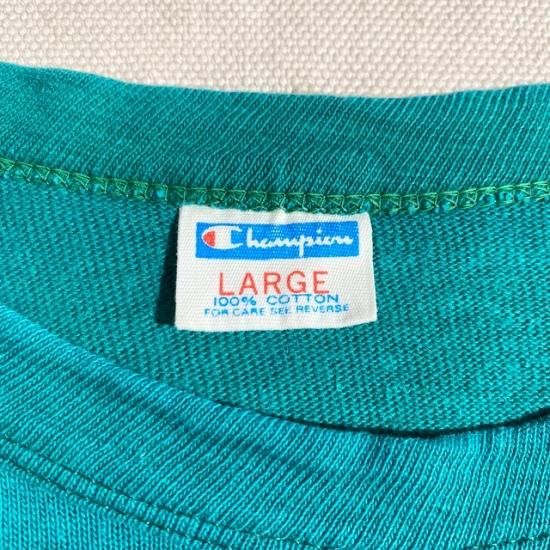 Champion
LARGE
100% COTTON
FOR CARE SEE REVERSE